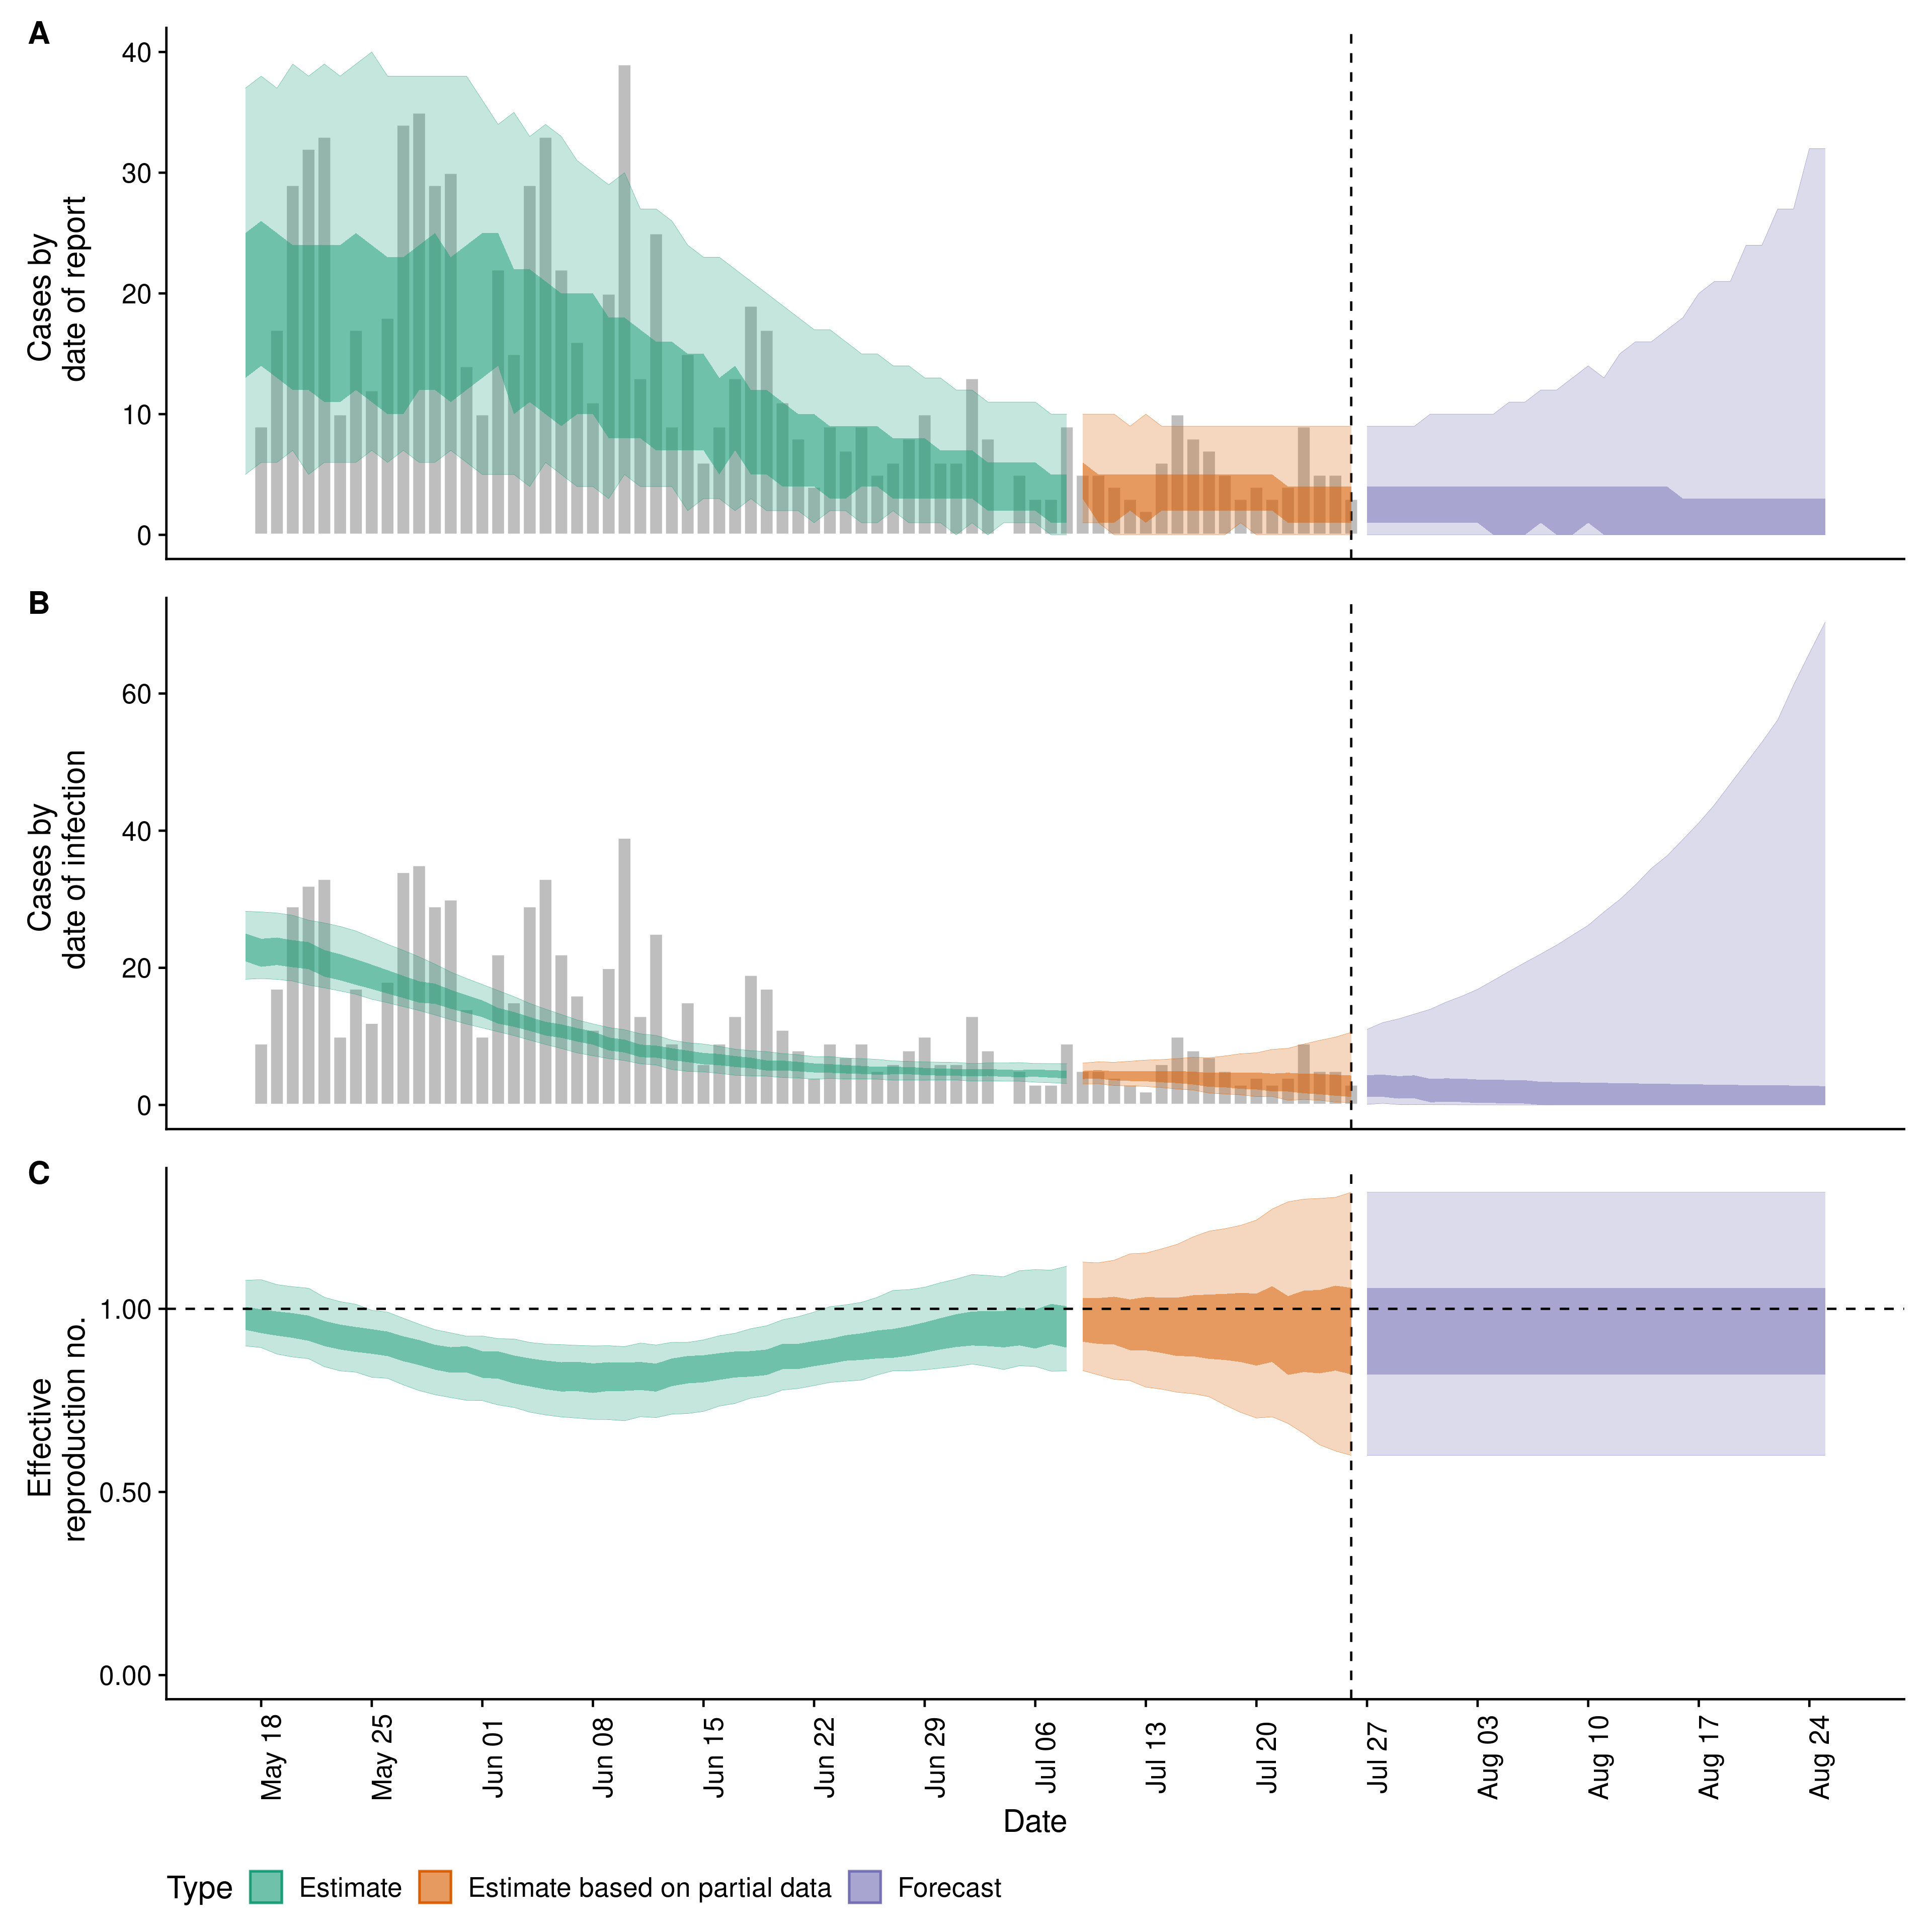 A
Cases by
date of report
40
30
20
10
0
B
Cases by
date of infection
60
40
20
0
C
Effective
reproduction no.
1.00
0.50
0.00
May 18
May 25
Jun 01
Jun 08
Jun 15
Jun 22
Jun 29
Jul 06
Jul 13
Jul 20
Jul 27
Aug 03
Aug 10
Aug 17
Aug 24
Date
Type Estimate Estimate based on partial data Forecast